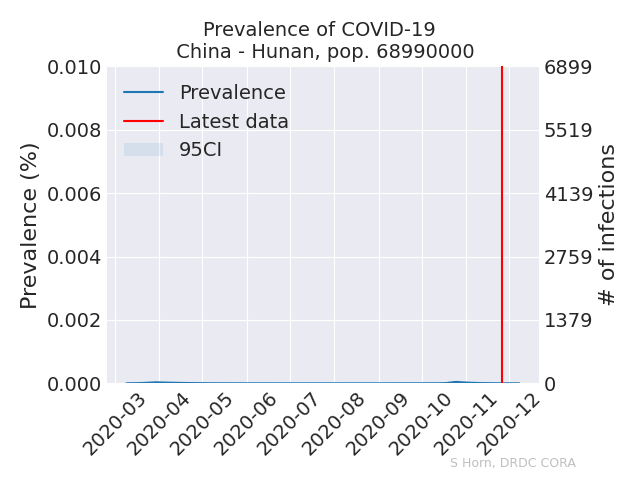 Prevalence of COVID-19
China - Hunan, pop. 68990000
Prevalence
Latest data
95CI
Prevalence (%)
0.010
0.008
0.006
0.004
0.002
0.000
6899
5519
4139
2759
1379
0
# of infections
2020-03
2020-04
2020-05
2020-06
2020-07
2020-08
2020-09
2020-10
2020-11
2020-12
S Horn, DRDC CORA